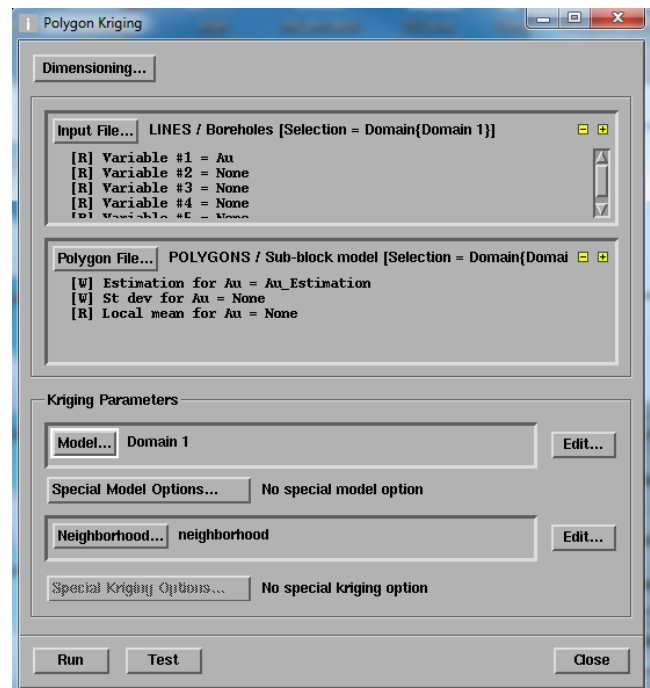 Polygon Kriging
Dimensioning...
Input File... LINES / Boreholes [Selection = Domain{Domain 1}]
[R] Variable #1 = Au
[R] Variable #2 = None
[R] Variable #3 = None
[R] Variable #4 = None
[R] Variable #5 = None
Polygon File... POLYGONS / Sub-block model [Selection = Domain{Domai
[W] Estimation for Au = Au_Estimation
[W] St dev for Au = None
[R] Local mean for Au = None
Kriging Parameters
Model... Domain 1 Edit...
Special Model Options... No special model option
Neighborhood... neighborhood Edit...
Special Kriging Options... No special kriging option
Run Test Close